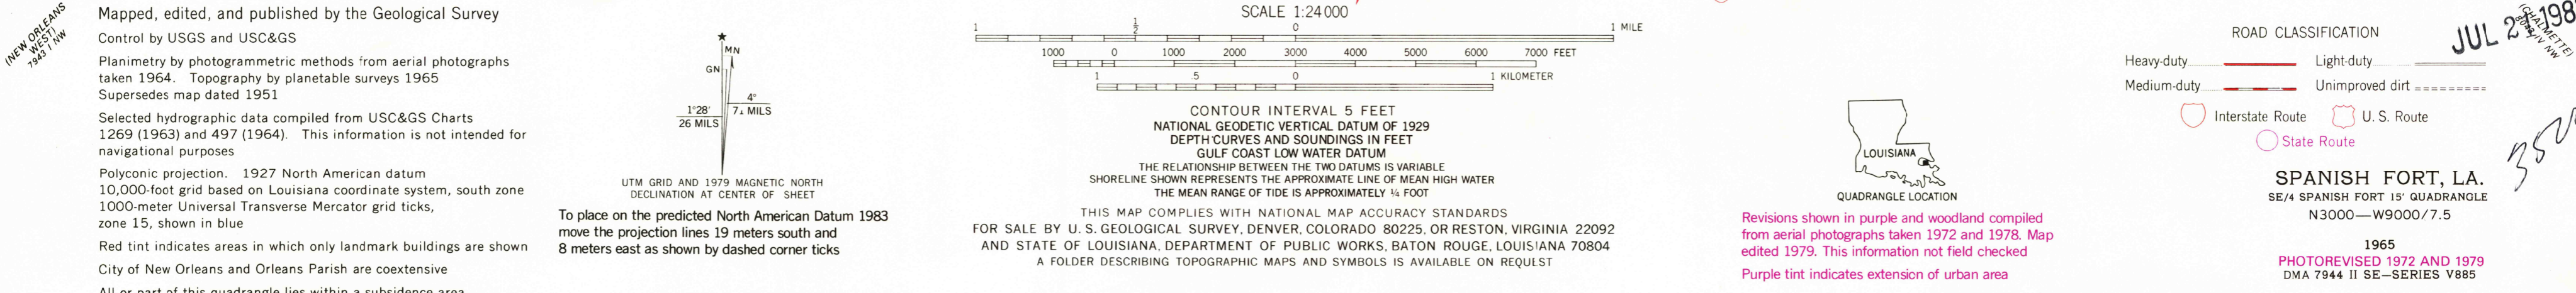 (NEW ORLEANS
WEST)
7943 I NW
Mapped, edited, and published by the Geological Survey
Control by USGS and USC&GS
Planimetry by photogrammetric methods from aerial photographs
taken 1964. Topography by planetable surveys 1965
Supersedes map dated 1951
Selected hydrographic data compiled from USC&GS Charts
1269 (1963) and 497 (1964). This information is not intended for
navigational purposes
Polyconic projection. 1927 North American datum
10,000-foot grid based on Louisiana coordinate system, south zone
1000-meter Universal Transverse Mercator grid ticks,
zone 15, shown in blue
Red tint indicates areas in which only landmark buildings are shown
City of New Orleans and Orleans Parish are coextensive
All or part of this quadrangle lies within a subsidence area
MN
GN
1°28'
26 MILS
4°
71 MILS
UTM GRID AND 1979 MAGNETIC NORTH
DECLINATION AT CENTER OF SHEET
To place on the predicted North American Datum 1983
move the projection lines 19 meters south and
8 meters east as shown by dashed corner ticks
SCALE 1:24 000
1 ½ 0 1 MILE
1000 0 1000 2000 3000 4000 5000 6000 7000 FEET
1 .5 0 1 KILOMETER
CONTOUR INTERVAL 5 FEET
NATIONAL GEODETIC VERTICAL DATUM OF 1929
DEPTH CURVES AND SOUNDINGS IN FEET
GULF COAST LOW WATER DATUM
THE RELATIONSHIP BETWEEN THE TWO DATUMS IS VARIABLE
SHORELINE SHOWN REPRESENTS THE APPROXIMATE LINE OF MEAN HIGH WATER
THE MEAN RANGE OF TIDE IS APPROXIMATELY ¼ FOOT
THIS MAP COMPLIES WITH NATIONAL MAP ACCURACY STANDARDS
FOR SALE BY U. S. GEOLOGICAL SURVEY, DENVER, COLORADO 80225, OR RESTON, VIRGINIA 22092
AND STATE OF LOUISIANA, DEPARTMENT OF PUBLIC WORKS, BATON ROUGE, LOUISIANA 70804
A FOLDER DESCRIBING TOPOGRAPHIC MAPS AND SYMBOLS IS AVAILABLE ON REQUEST
LOUISIANA
QUADRANGLE LOCATION
Revisions shown in purple and woodland compiled
from aerial photographs taken 1972 and 1978. Map
edited 1979. This information not field checked
Purple tint indicates extension of urban area
ROAD CLASSIFICATION
Heavy-duty Light-duty
Medium-duty Unimproved dirt
Interstate Route U. S. Route
State Route
JUL
(CHALMETTE)
SPANISH FORT, LA.
SE/4 SPANISH FORT 15' QUADRANGLE
N3000—W9000/7.5
1965
PHOTOREVISED 1972 AND 1979
DMA 7944 II SE–SERIES V885